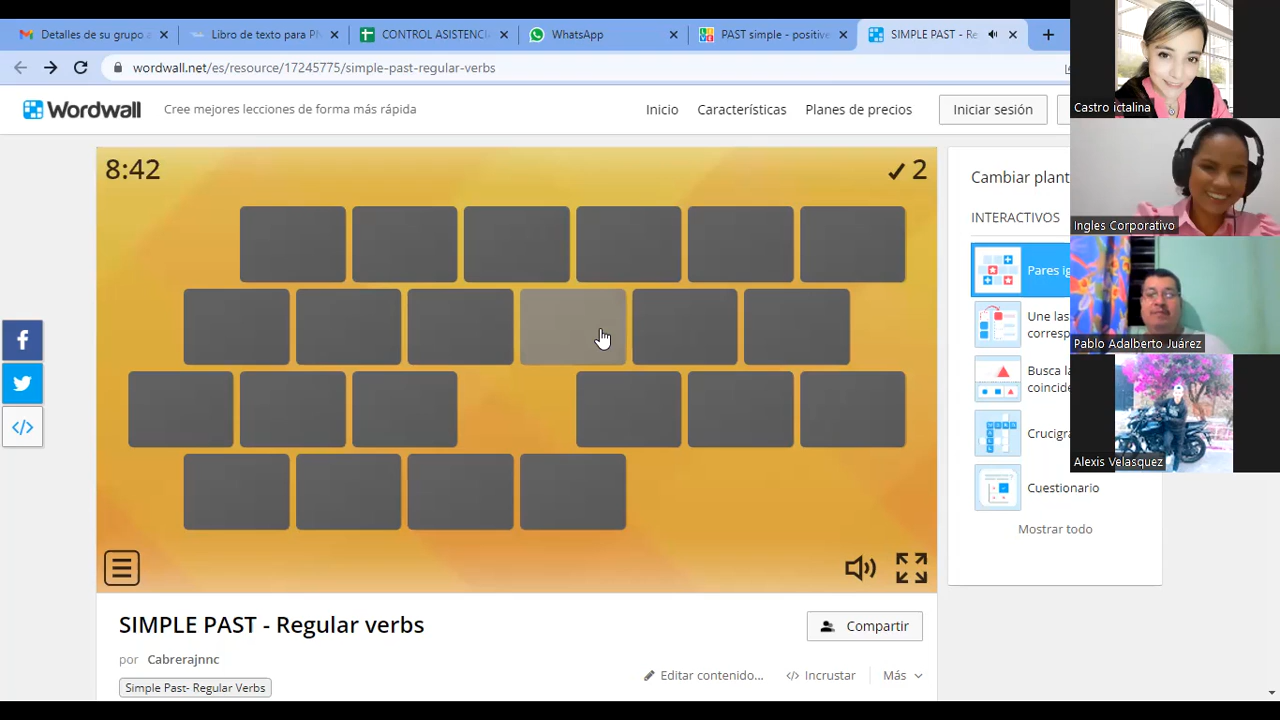 Detalles de su grupo
Libro de texto para
CONTROL ASISTENCI
WhatsApp
PAST simple - positive
SIMPLE PAST - Re
wordwall.net/es/resource/17245775/simple-past-regular-verbs
Wordwall
Cree mejores lecciones de forma más rápida
Inicio
Características
Planes de precios
Iniciar sesión
Castro ictalina
8:42
2
Cambiar plant
INTERACTIVOS
Ingles Corporativo
Pares ig
Une las
corresp
Pablo Adalberto Juárez
Busca la
coincide
Crucigra
Alexis Velasquez
Cuestionario
Mostrar todo
SIMPLE PAST - Regular verbs
Compartir
por Cabrerajnnc
Editar contenido...
Incrustar
Más
Simple Past- Regular Verbs